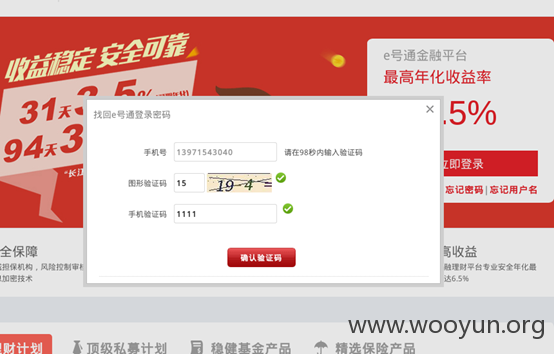 收益稳定 安全可靠
31天3.5%
94天3
"长江
e号通金融平台
最高年化收益率
.5%
立即登录
忘记密码 | 忘记用户名
找回e号通登录密码
×
手机号 13971543040 请在98秒内输入验证码
图形验证码 15 19-4=
手机验证码 1111
确认验证码
全保障
担保机构，风险控制审核
加密技术
高收益
融理财平台专业安全年化最
达6.5%
理财计划
顶级私募计划
稳健基金产品
精选保险产品
www.wooyun.org